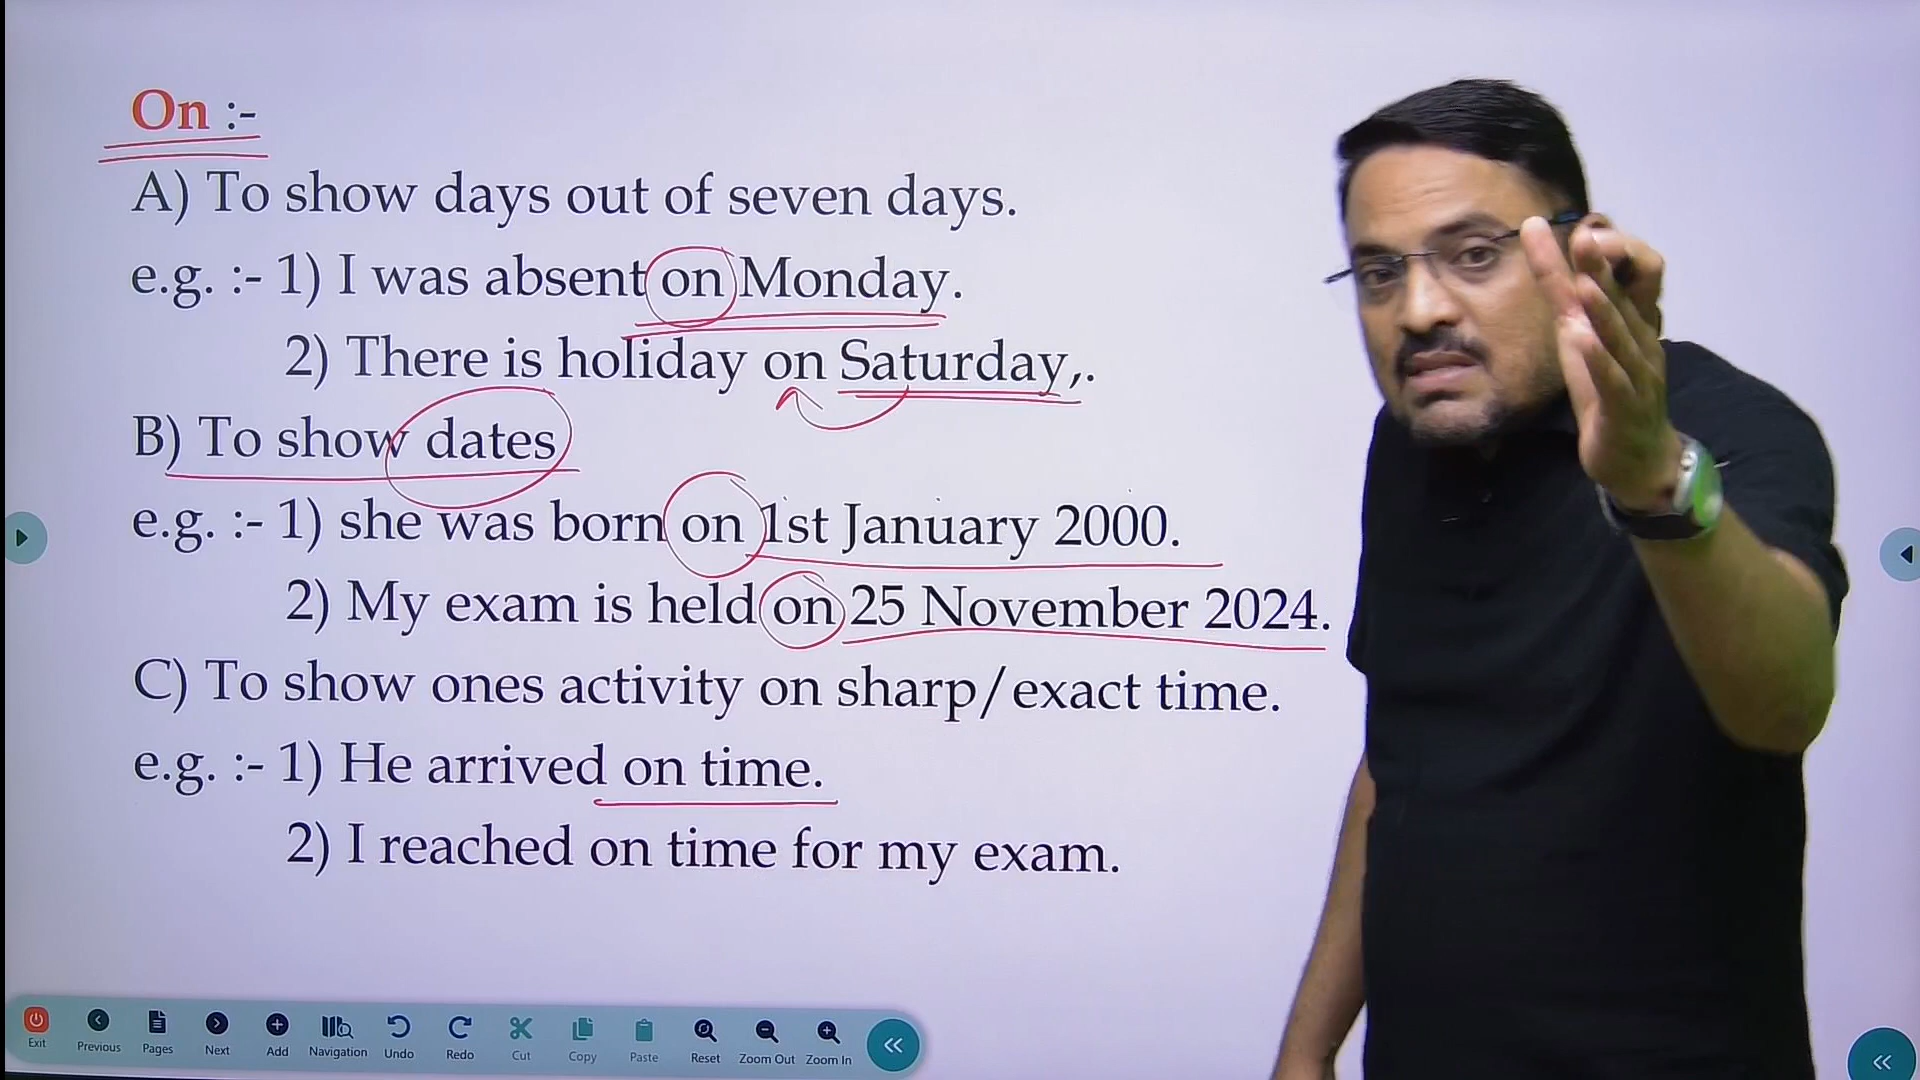 On :-
A) To show days out of seven days.
e.g. :- 1) I was absent on Monday.
2) There is holiday on Saturday,.
B) To show dates
e.g. :- 1) she was born on 1st January 2000.
2) My exam is held on 25 November 2024.
C) To show ones activity on sharp/exact time.
e.g. :- 1) He arrived on time.
2) I reached on time for my exam.
Exit Previous Pages Next Add Navigation Undo Redo Cut Copy Paste Reset Zoom Out Zoom In